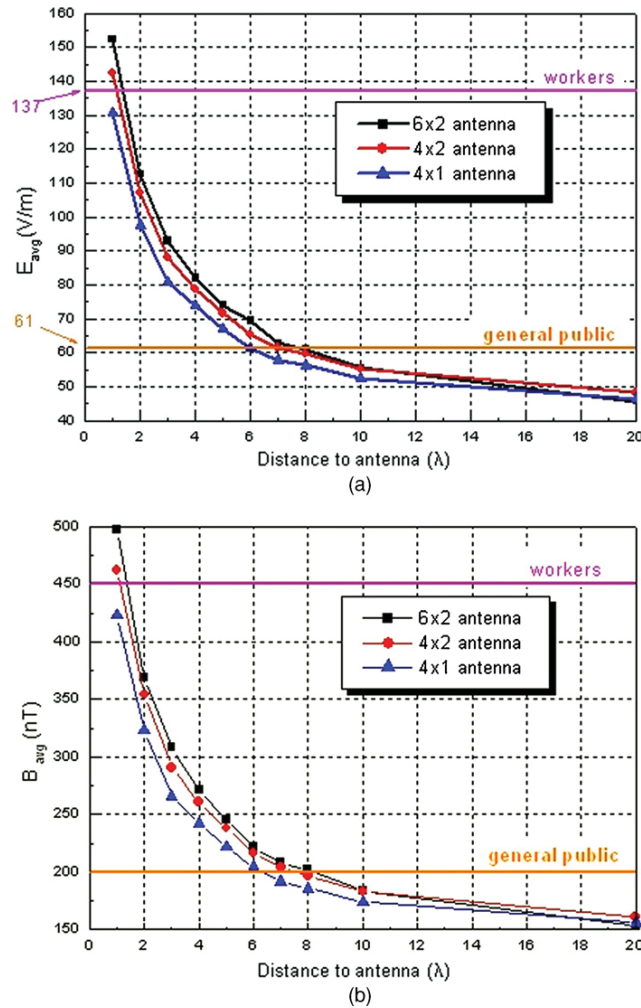 160
150
140
137
130
120
110
100
90
80
70
61
60
50
40
E_avg (V/m)
workers
6x2 antenna
4x2 antenna
4x1 antenna
general public
0 2 4 6 8 10 12 14 16 18 20
Distance to antenna (λ)
(a)
500
450
400
350
300
250
200
150
B_avg (nT)
workers
6x2 antenna
4x2 antenna
4x1 antenna
general public
0 2 4 6 8 10 12 14 16 18 20
Distance to antenna (λ)
(b)